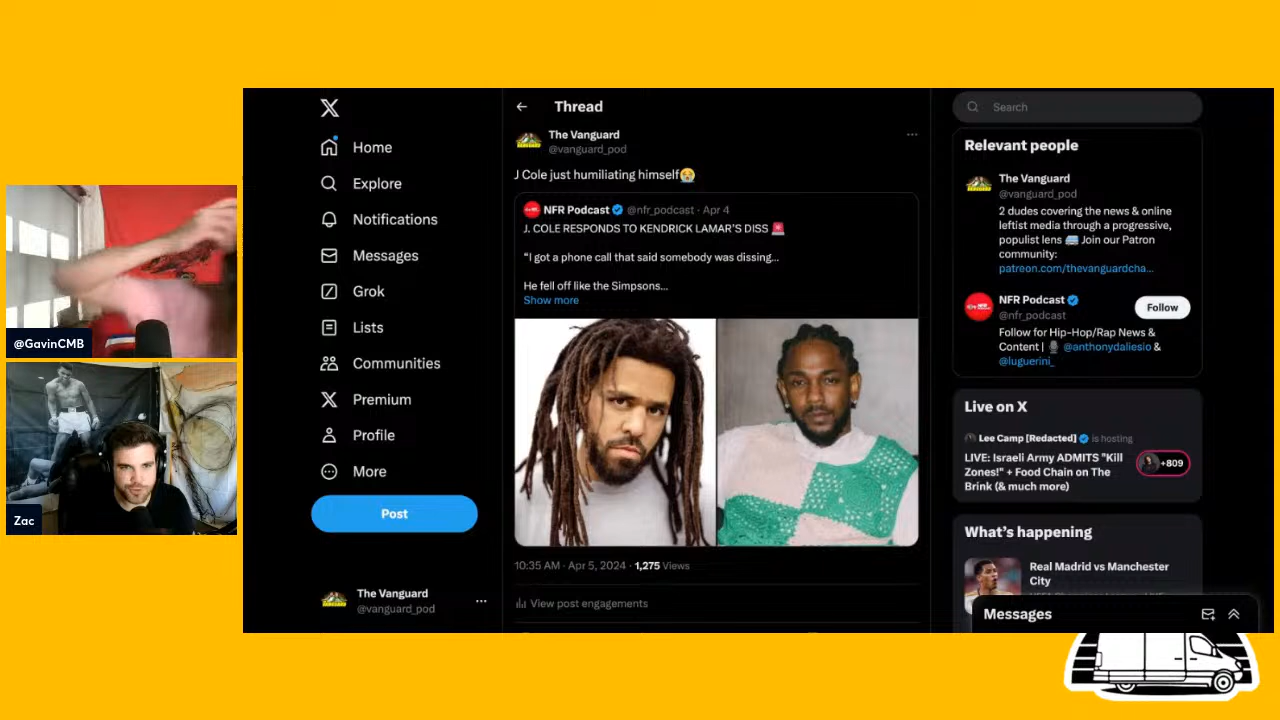 @GavinCMB
Zac
Home
Explore
Notifications
Messages
Grok
Lists
Communities
Premium
Profile
More
Post
The Vanguard
@vanguard_pod
Thread
The Vanguard
@vanguard_pod
J Cole just humiliating himself😭
NFR Podcast @nfr_podcast · Apr 4
J. COLE RESPONDS TO KENDRICK LAMAR'S DISS 🚨
"I got a phone call that said somebody was dissing...
He fell off like the Simpsons...
Show more
10:35 AM · Apr 5, 2024 · 1,275 Views
View post engagements
Search
Relevant people
The Vanguard
@vanguard_pod
2 dudes covering the news & online
leftist media through a progressive,
populist lens 🚐 Join our Patron
community:
patreon.com/thevanguardcha...
NFR Podcast
@nfr_podcast
Follow
Follow for Hip-Hop/Rap News &
Content | 🎙️ @anthonydaliesio &
@luguerini_
Live on X
Lee Camp [Redacted] is hosting
LIVE: Israeli Army ADMITS "Kill
Zones!" + Food Chain on The
Brink (& much more)
+809
What's happening
Real Madrid vs Manchester
City
Messages